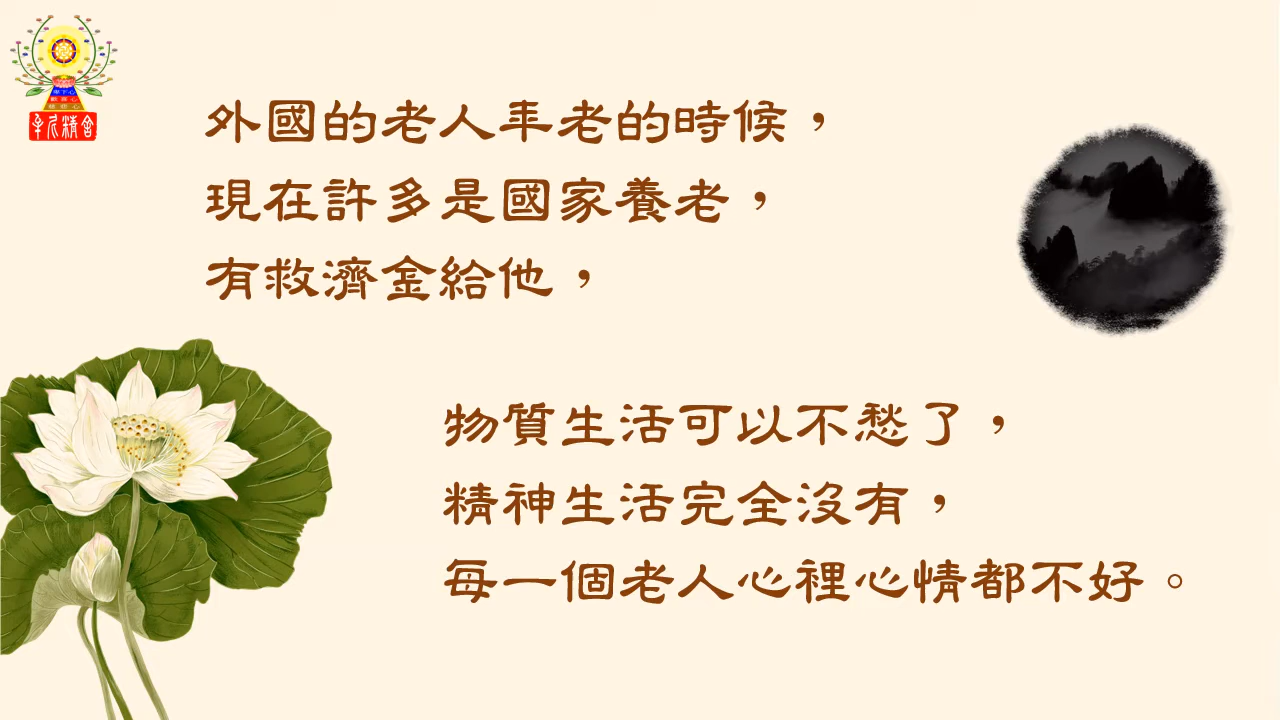 外國的老人年老的時候，
現在許多是國家養老，
有救濟金給他，
物質生活可以不愁了，
精神生活完全沒有，
每一個老人心裡心情都不好。